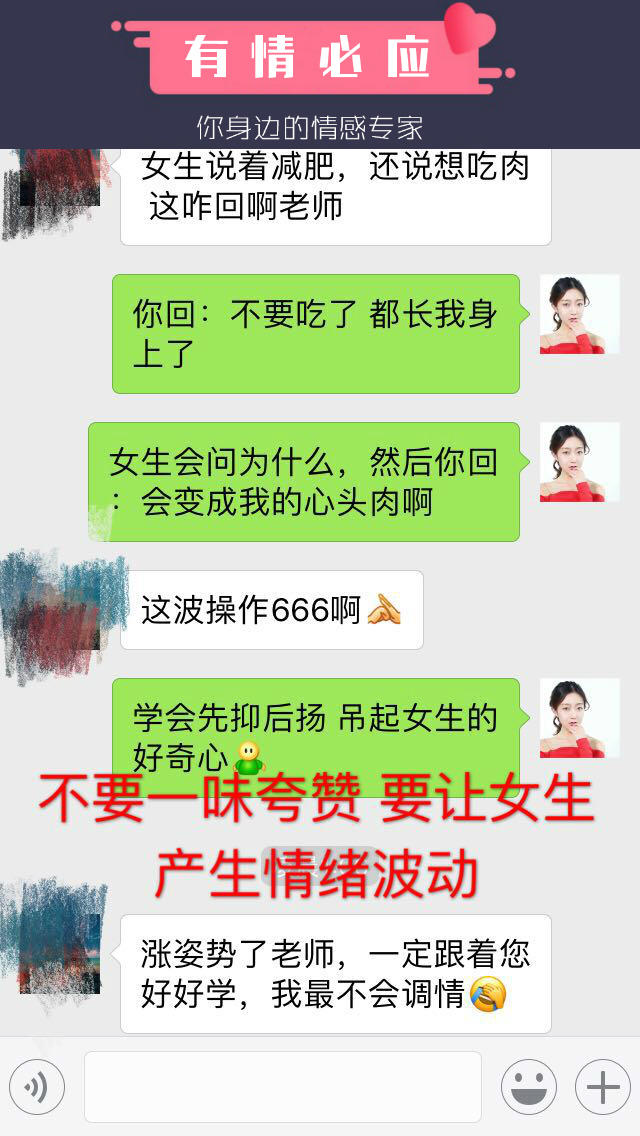 有情必应
你身边的情感专家
女生说着减肥，还说想吃肉
这咋回啊老师
你回：不要吃了 都长我身
上了
女生会问为什么，然后你回
：会变成我的心头肉啊
这波操作666啊
学会先抑后扬 吊起女生的
好奇心
不要一味夸赞 要让女生
产生情绪波动
涨姿势了老师，一定跟着您
好好学，我最不会调情